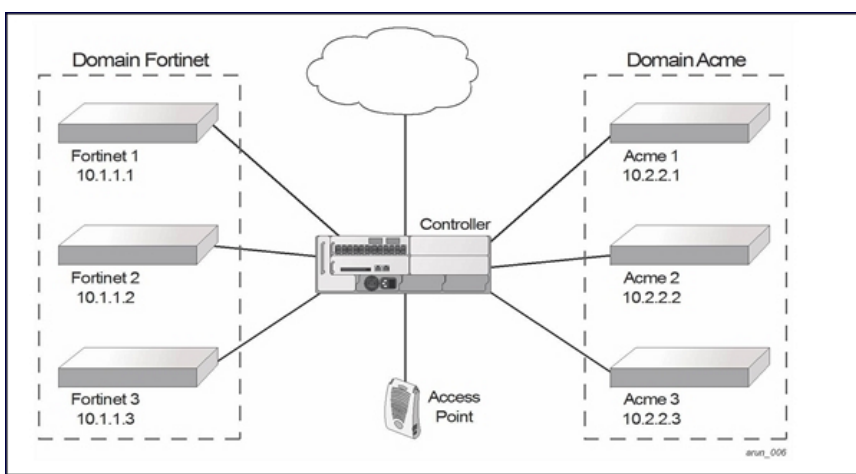 Domain Fortinet
Domain Acme
Fortinet 1
10.1.1.1
Acme 1
10.2.2.1
Controller
Fortinet 2
10.1.1.2
Acme 2
10.2.2.2
Fortinet 3
10.1.1.3
Access
Point
Acme 3
10.2.2.3
arun_006